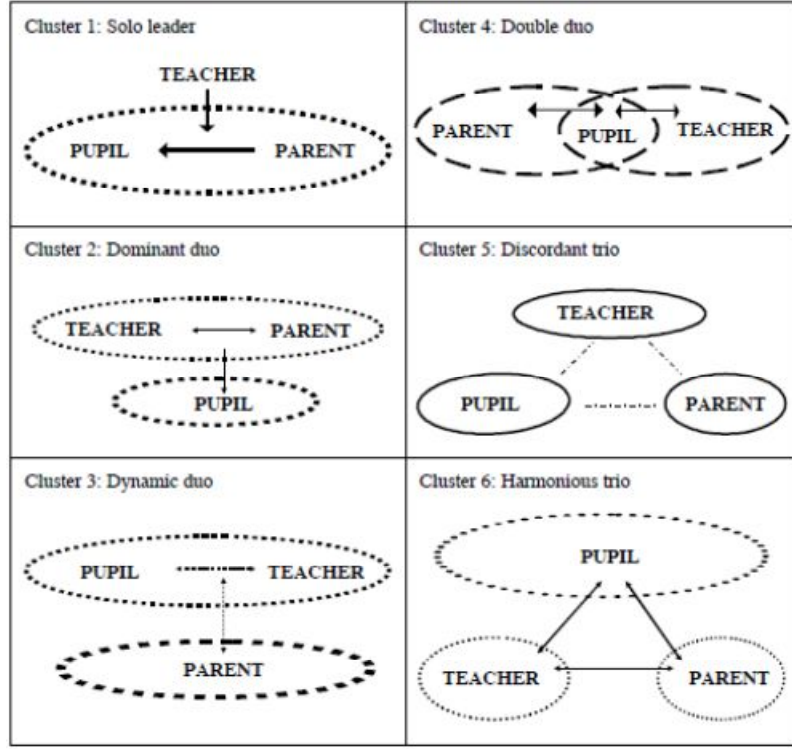 Cluster 1: Solo leader
TEACHER
PUPIL PARENT
Cluster 4: Double duo
PARENT PUPIL TEACHER
Cluster 2: Dominant duo
TEACHER PARENT
PUPIL
Cluster 5: Discordant trio
TEACHER
PUPIL PARENT
Cluster 3: Dynamic duo
PUPIL TEACHER
PARENT
Cluster 6: Harmonious trio
PUPIL
TEACHER PARENT